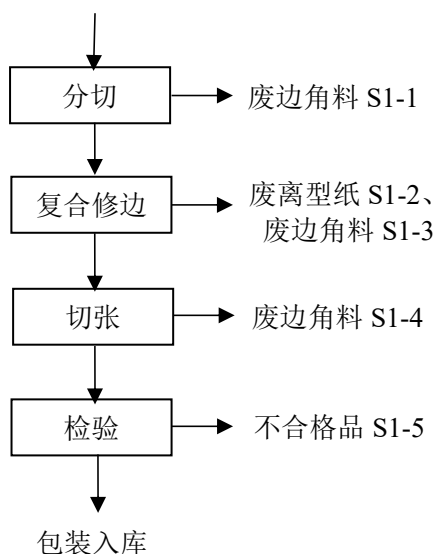 分切
废边角料 S1-1
复合修边
废离型纸 S1-2、
废边角料 S1-3
切张
废边角料 S1-4
检验
不合格品 S1-5
包装入库